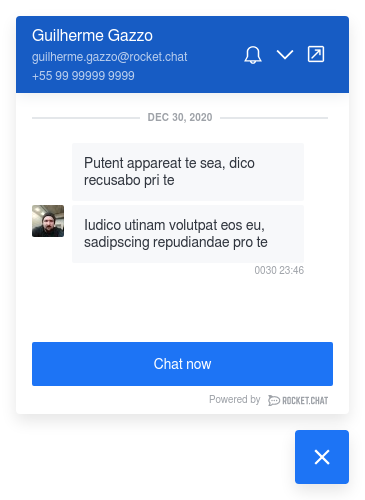 Guilherme Gazzo
guilherme.gazzo@rocket.chat
+55 99 99999 9999
DEC 30, 2020
Putent appareat te sea, dico
recusabo pri te
Iudico utinam volutpat eos eu,
sadipscing repudiandae pro te
0030 23:46
Chat now
Powered by ROCKET.CHAT